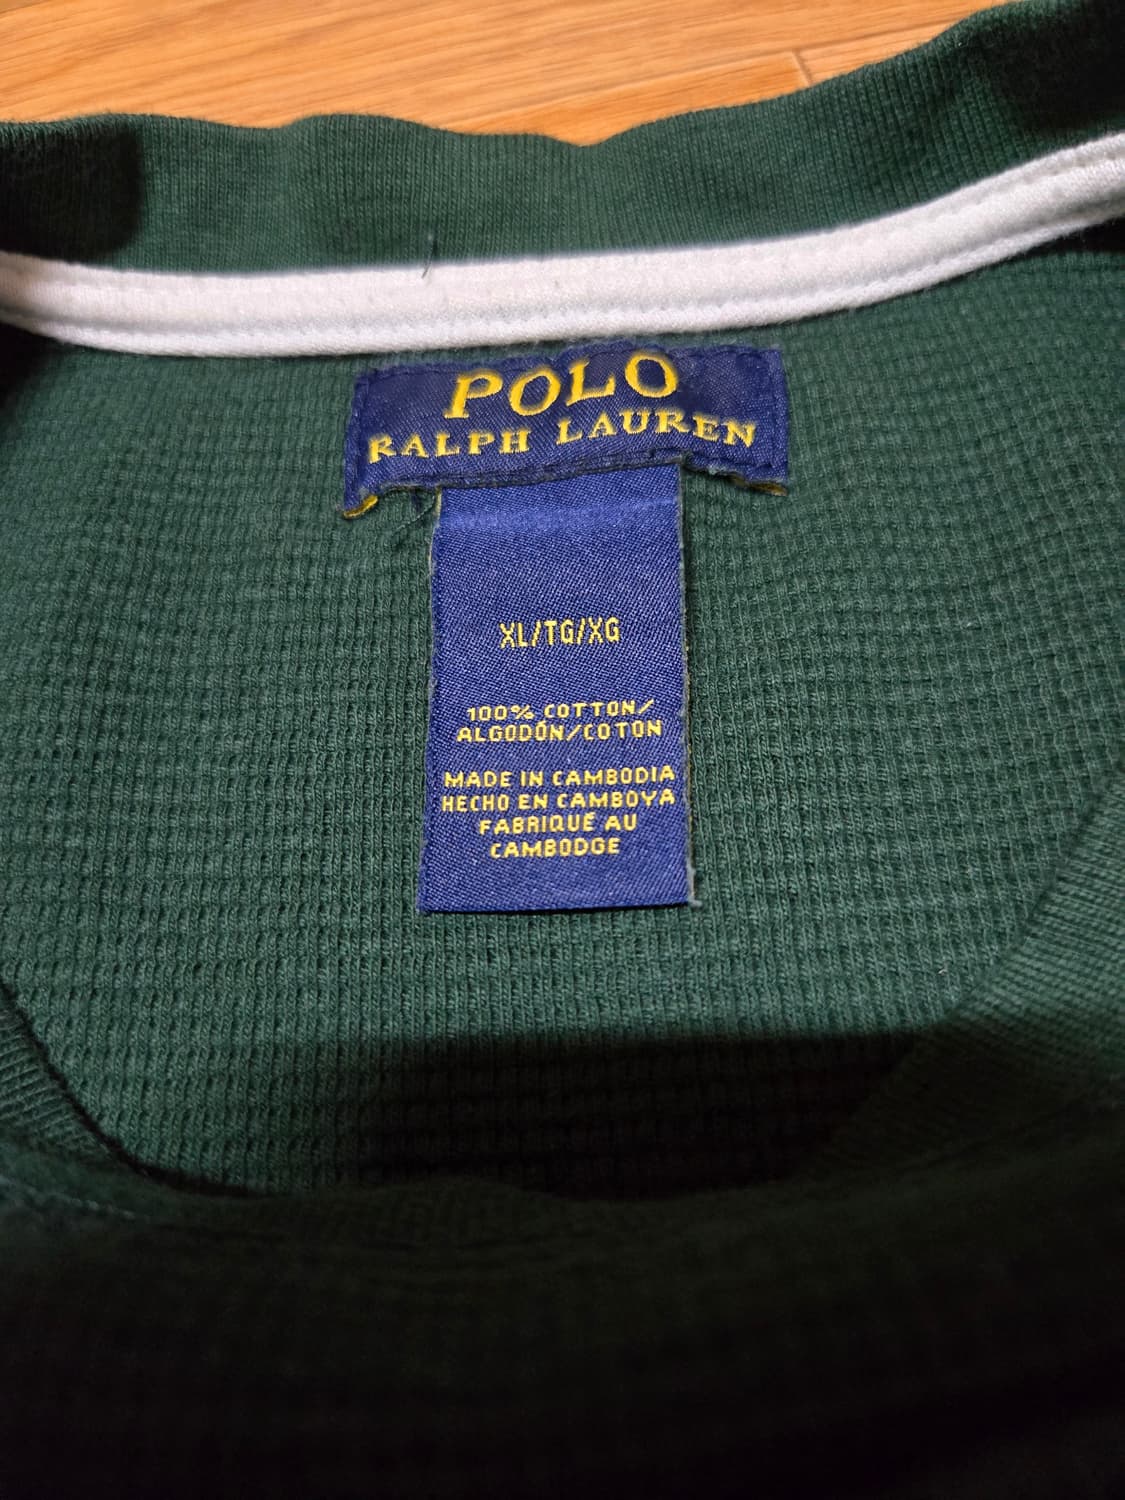 POLO
RALPH LAUREN
XL/TG/XG
100% COTTON/
ALGODÓN/COTON
MADE IN CAMBODIA
HECHO EN CAMBOYA
FABRIQUÉ AU
CAMBODGE